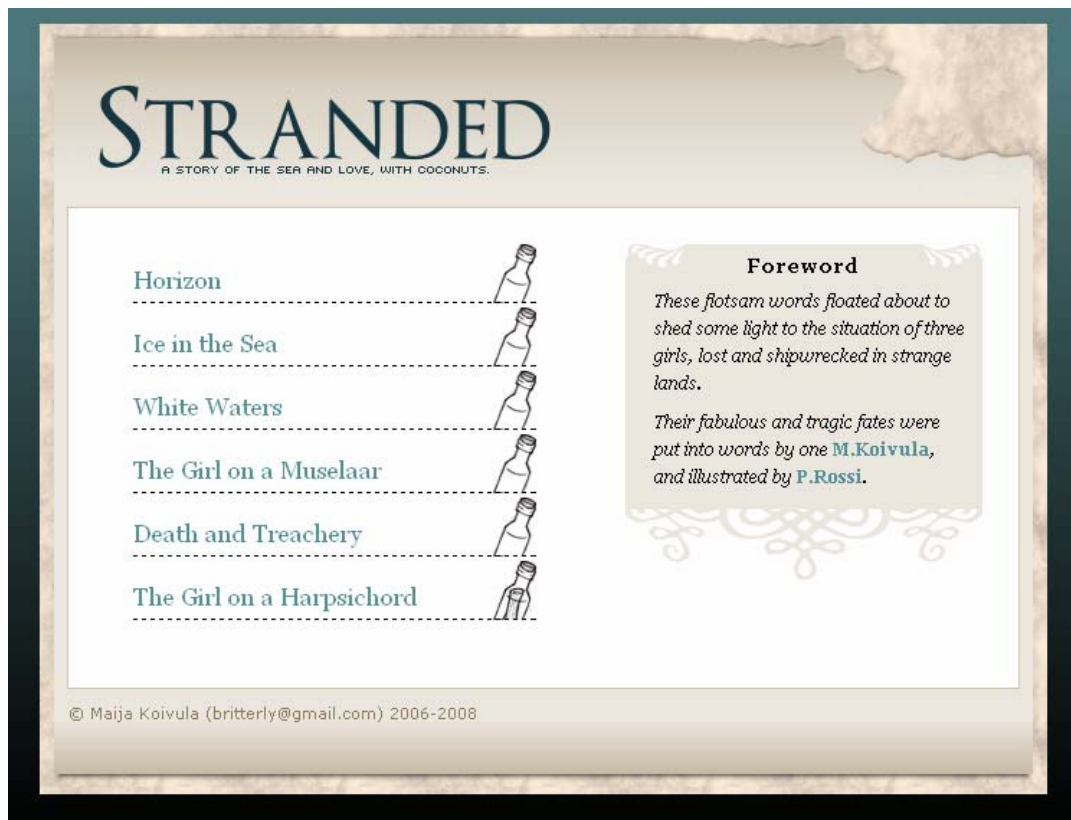 STRANDED
A STORY OF THE SEA AND LOVE, WITH COCONUTS.
Horizon
Ice in the Sea
White Waters
The Girl on a Muselaar
Death and Treachery
The Girl on a Harpsichord
Foreword
These flotsam words floated about to
shed some light to the situation of three
girls, lost and shipwrecked in strange
lands.
Their fabulous and tragic fates were
put into words by one M.Koivula,
and illustrated by P.Rossi.
© Maija Koivula (britterly@gmail.com) 2006-2008